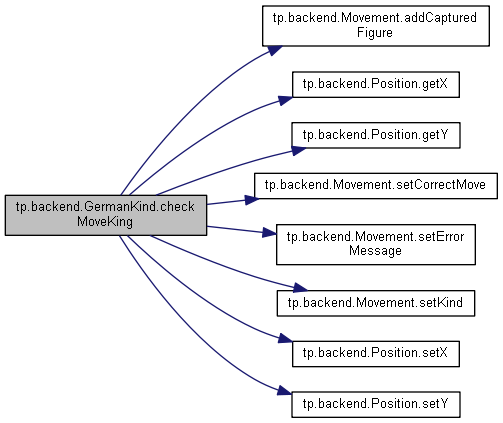 tp.backend.Movement.addCaptured
Figure
tp.backend.Position.getX
tp.backend.Position.getY
tp.backend.GermanKind.check
MoveKing
tp.backend.Movement.setCorrectMove
tp.backend.Movement.setError
Message
tp.backend.Movement.setKind
tp.backend.Position.setX
tp.backend.Position.setY